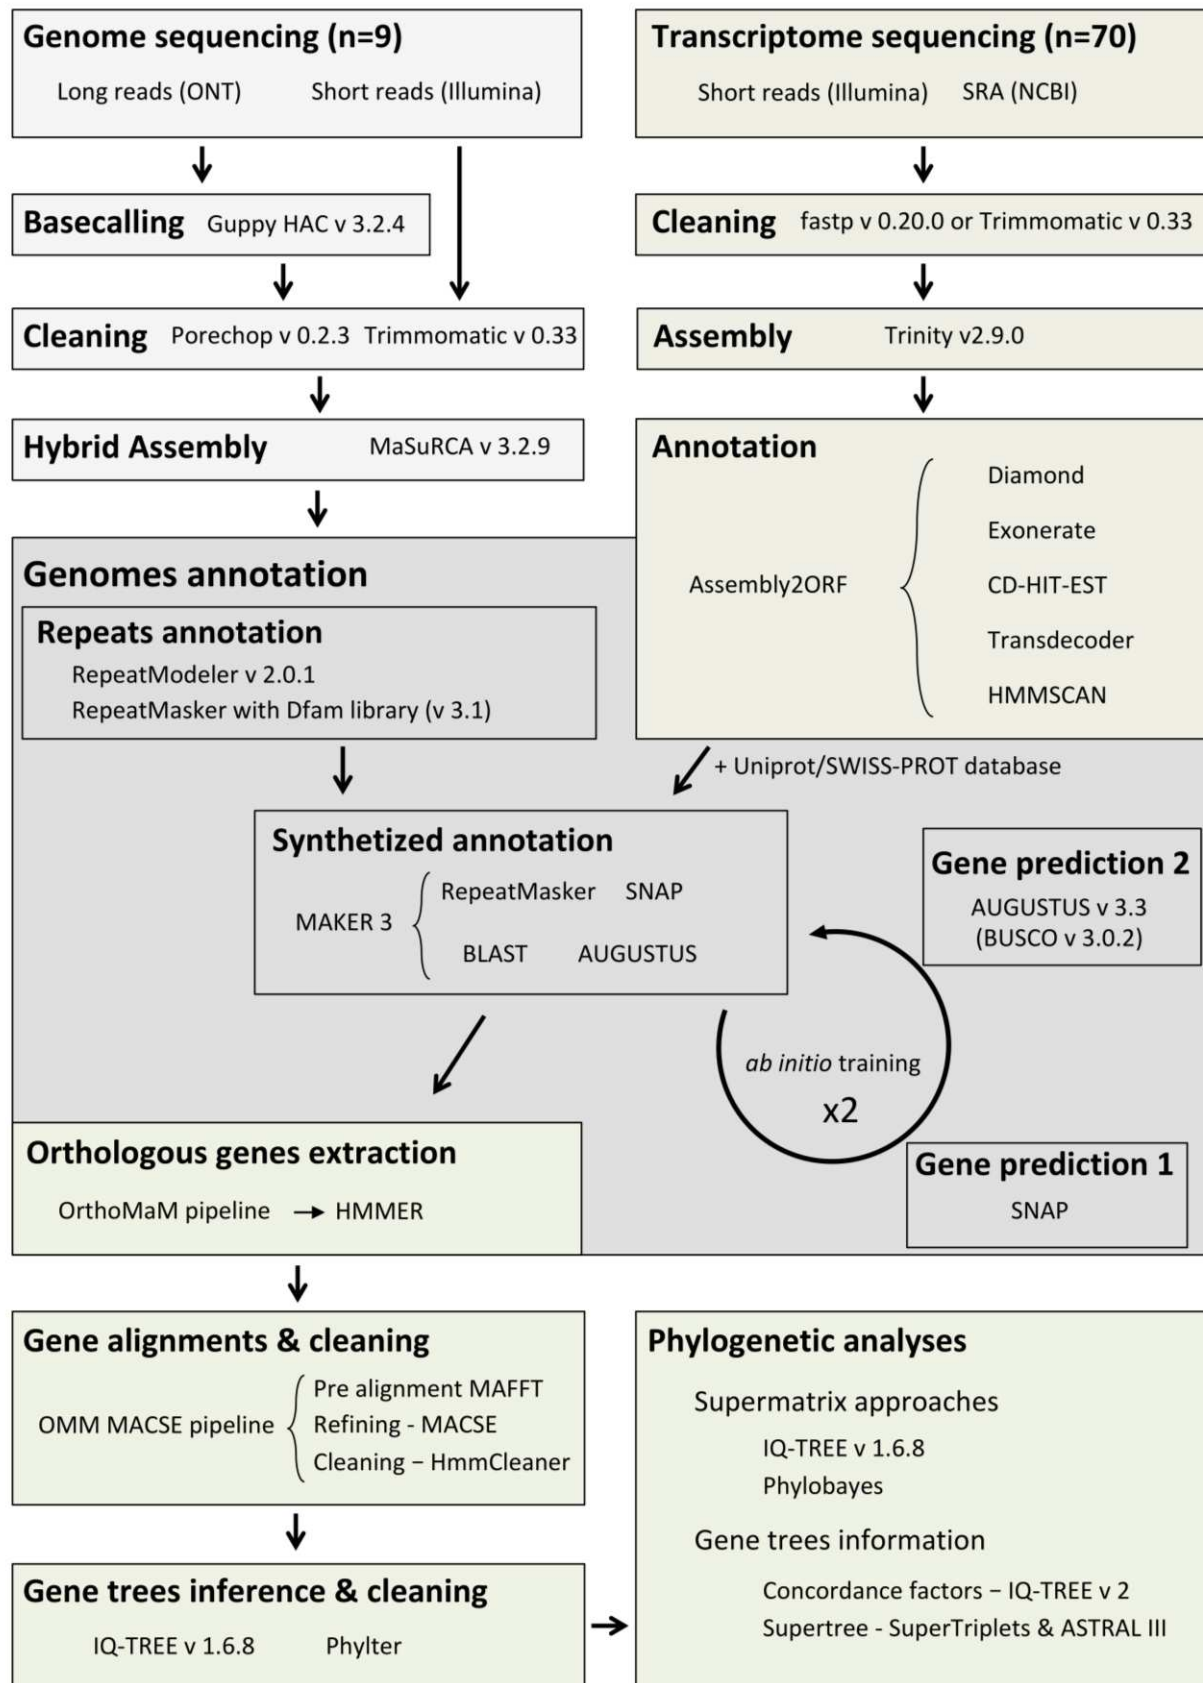 Genome sequencing (n=9)
Long reads (ONT) Short reads (Illumina)
Basecalling Guppy HAC v 3.2.4
Cleaning Porechop v 0.2.3 Trimmomatic v 0.33
Hybrid Assembly MaSuRCA v 3.2.9
Transcriptome sequencing (n=70)
Short reads (Illumina) SRA (NCBI)
Cleaning fastp v 0.20.0 or Trimmomatic v 0.33
Assembly Trinity v2.9.0
Annotation
Assembly2ORF
Diamond
Exonerate
CD-HIT-EST
Transdecoder
HMMSCAN
Genomes annotation
Repeats annotation
RepeatModeler v 2.0.1
RepeatMasker with Dfam library (v 3.1)
+ Uniprot/SWISS-PROT database
Synthetized annotation
MAKER 3
RepeatMasker SNAP
BLAST AUGUSTUS
Gene prediction 2
AUGUSTUS v 3.3
(BUSCO v 3.0.2)
ab initio training
x2
Gene prediction 1
SNAP
Orthologous genes extraction
OrthoMaM pipeline → HMMER
Gene alignments & cleaning
OMM MACSE pipeline
Pre alignment MAFFT
Refining - MACSE
Cleaning – HmmCleaner
Gene trees inference & cleaning
IQ-TREE v 1.6.8 Phylter
Phylogenetic analyses
Supermatrix approaches
IQ-TREE v 1.6.8
Phylobayes
Gene trees information
Concordance factors – IQ-TREE v 2
Supertree - SuperTriplets & ASTRAL III